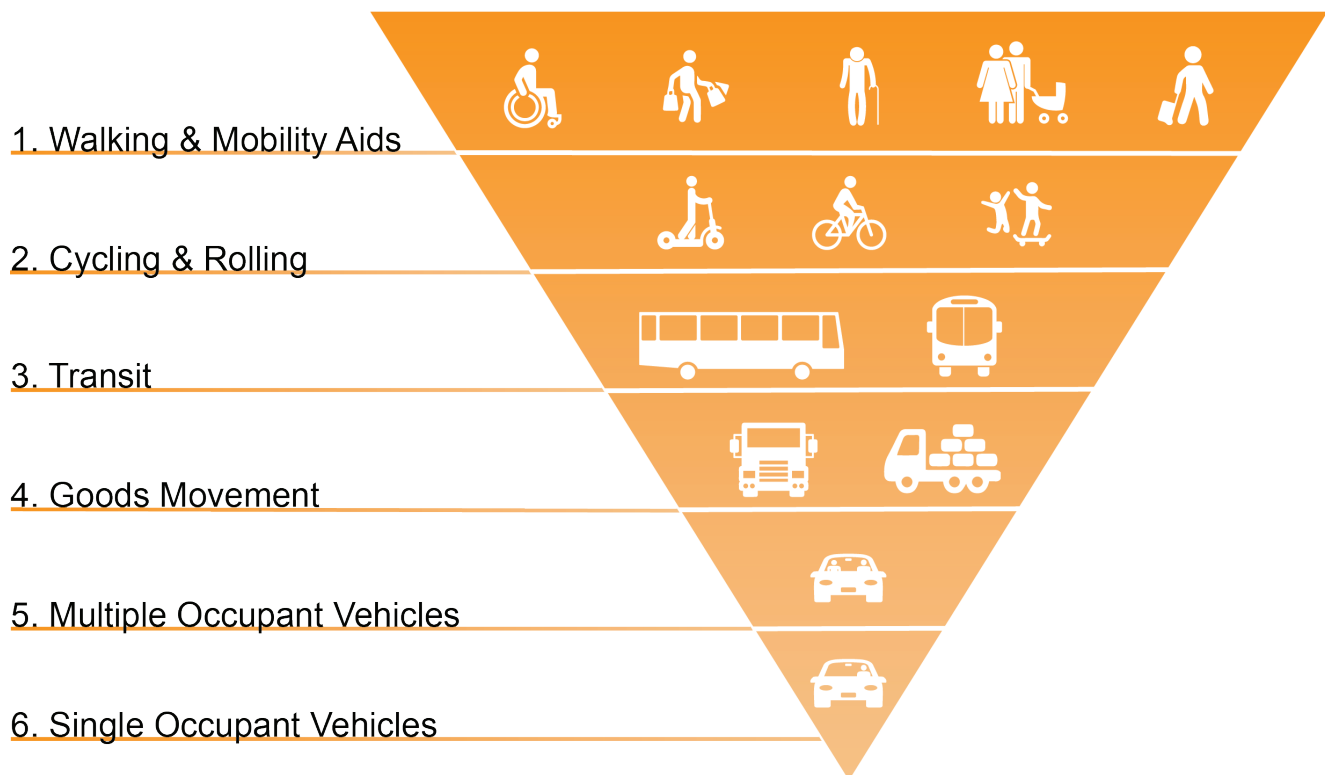 1. Walking & Mobility Aids
2. Cycling & Rolling
3. Transit
4. Goods Movement
5. Multiple Occupant Vehicles
6. Single Occupant Vehicles